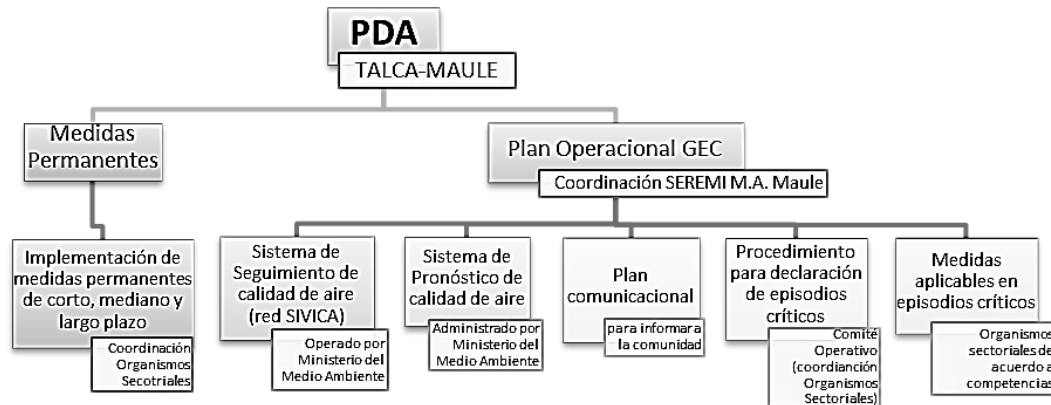 PDA
TALCA-MAULE
Medidas
Permanentes
Plan Operacional GEC
Coordinación SEREMI M.A. Maule
Implementación de
medidas permanentes
de corto, mediano y
largo plazo
Coordinación
Organismos
Secotriales
Sistema de
Seguimiento de
calidad de aire
(red SIVICA)
Operado por
Ministerio del
Medio Ambiente
Sistema de
Pronóstico de
calidad de aire
Administrado por
Ministerio del
Medio Ambiente
Plan
comunicacional
para informar a
la comunidad
Procedimiento
para declaración
de episodios
críticos
Comité
Operativo
(coordianción
Organismos
Sectoriales)
Medidas
aplicables en
episodios críticos
Organismos
sectoriales de
acuerdo a
competencias